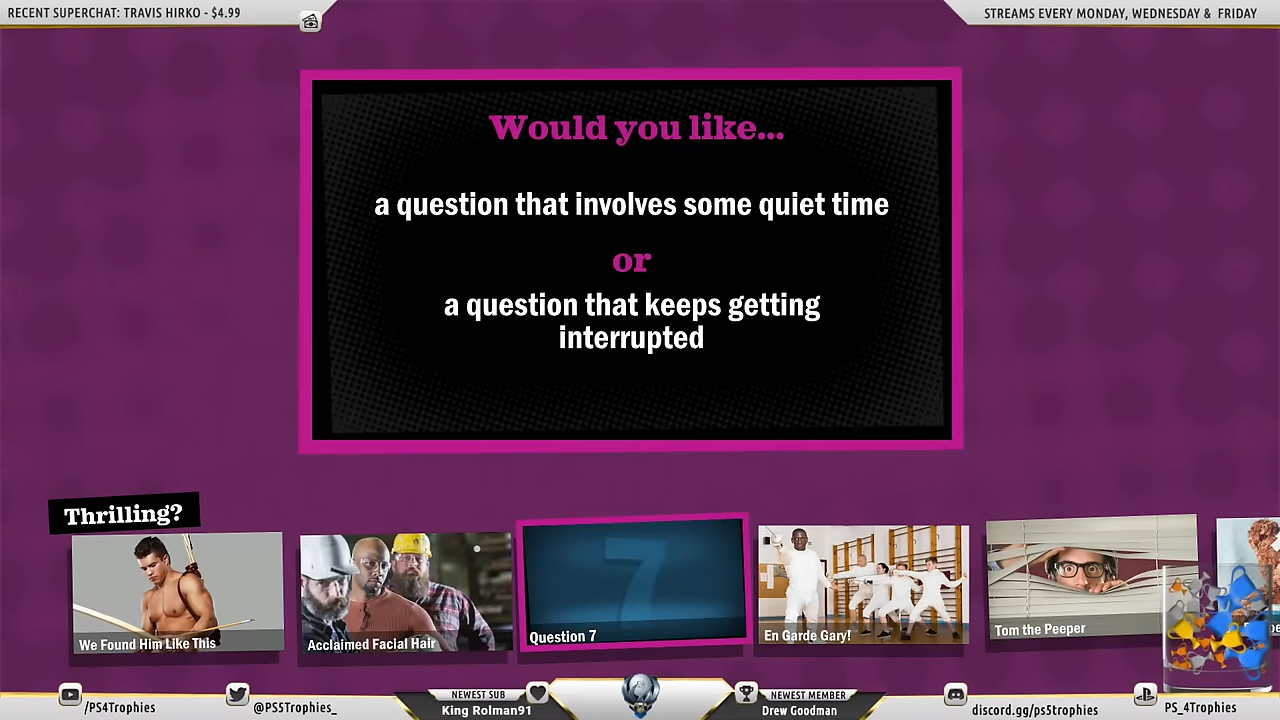 RECENT SUPERCHAT: TRAVIS HIRKO - $4.99
STREAMS EVERY MONDAY, WEDNESDAY & FRIDAY
Would you like...
a question that involves some quiet time
or
a question that keeps getting
interrupted
Thrilling?
We Found Him Like This
Acclaimed Facial Hair
7
Question 7
En Garde Gary!
Tom the Peeper
/PS4Trophies
@PS5Trophies_
NEWEST SUB
King Rolman91
NEWEST MEMBER
Drew Goodman
discord.gg/ps5trophies
PS_4Trophies